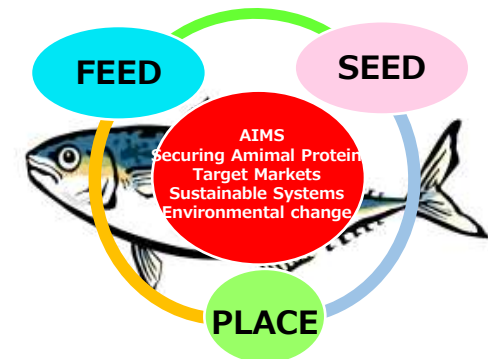 FEED
SEED
AIMS
Securing Amimal Protein
Target Markets
Sustainable Systems
Environmental change
PLACE